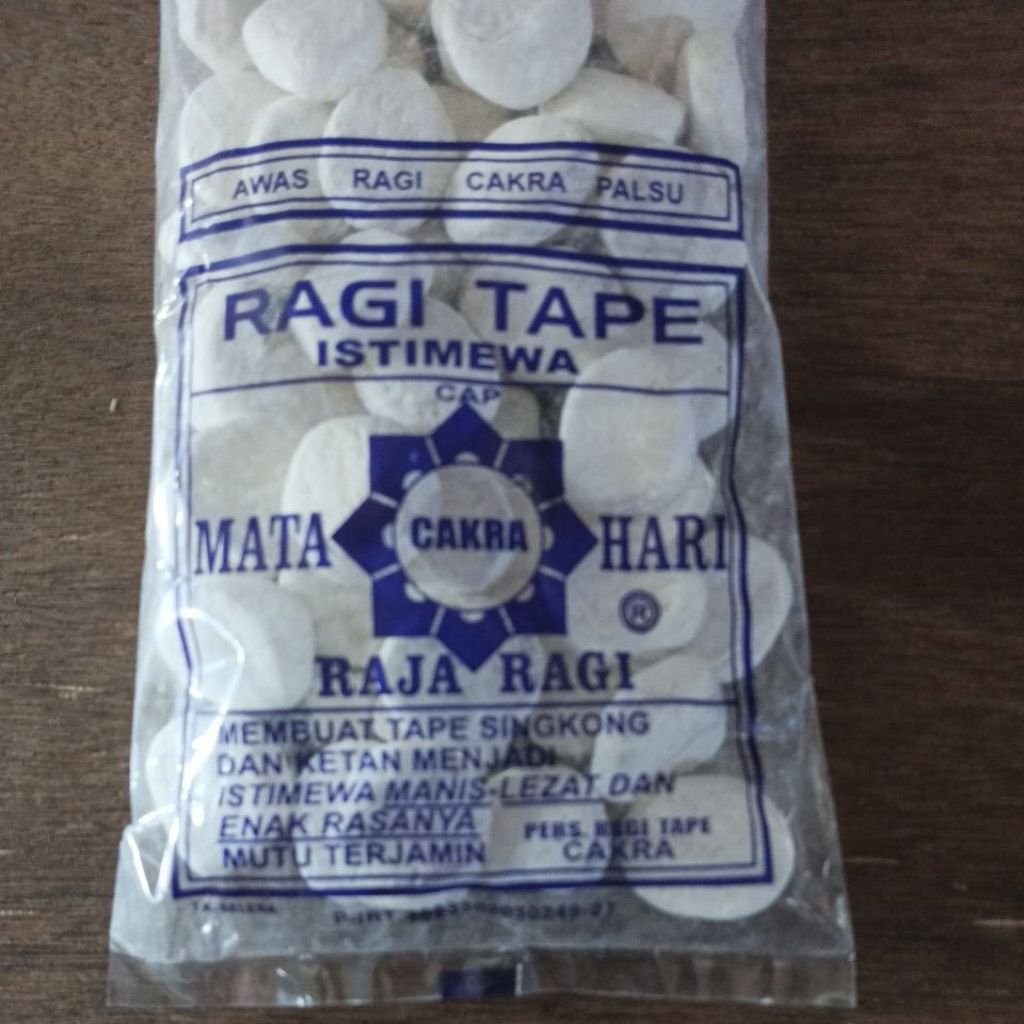 AWAS RAGI CAKRA PALSU
RAGI TAPE
ISTIMEWA
CAP
MATA CAKRA HARI
®
RAJA RAGI
MEMBUAT TAPE SINGKONG
DAN KETAN MENJADI
ISTIMEWA MANIS-LEZAT DAN
ENAK RASANYA
MUTU TERJAMIN
PERS. RAGI TAPE
CAKRA
P-IRT